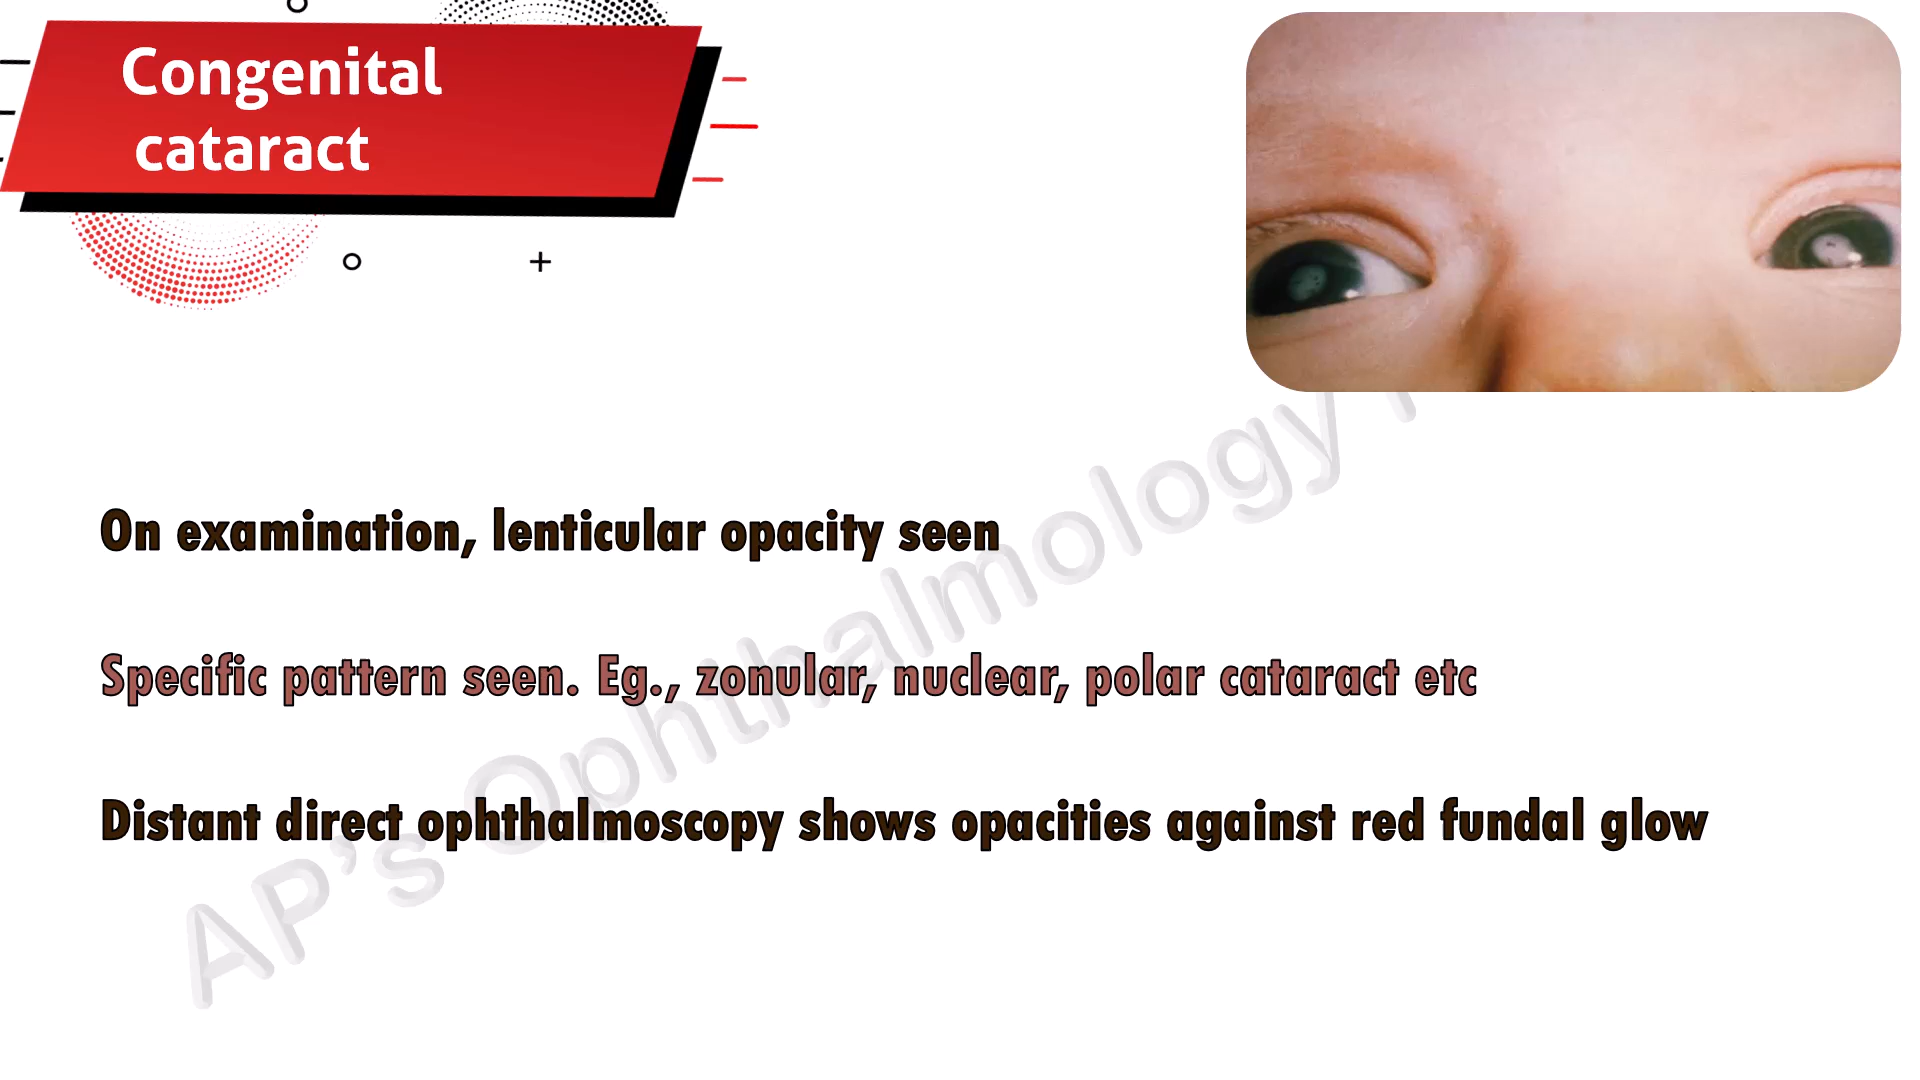 Congenital
cataract
On examination, lenticular opacity seen
Specific pattern seen. Eg., zonular, nuclear, polar cataract etc
Distant direct ophthalmoscopy shows opacities against red fundal glow
AP's Ophthalmology